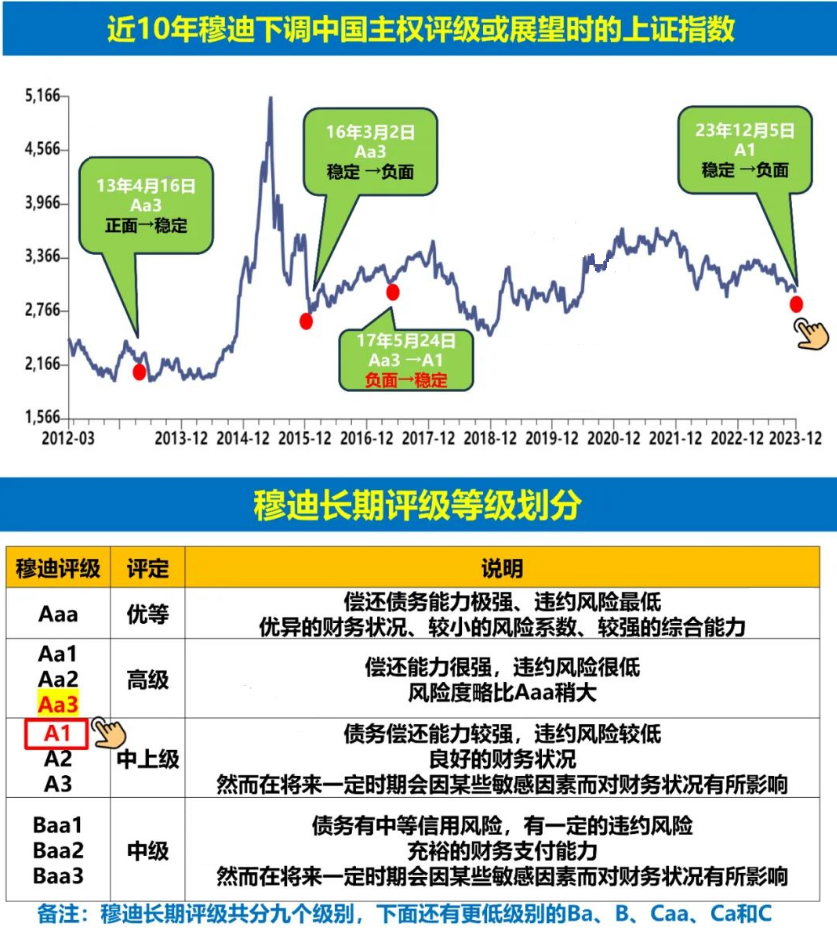 近10年穆迪下调中国主权评级或展望时的上证指数
5,166
4,566
3,966
3,366
2,766
2,166
1,566
13年4月16日
Aa3
正面→稳定
16年3月2日
Aa3
稳定→负面
17年5月24日
Aa3→A1
负面→稳定
23年12月5日
A1
稳定→负面
2012-03 2013-12 2014-12 2015-12 2016-12 2017-12 2018-12 2019-12 2020-12 2021-12 2022-12 2023-12
穆迪长期评级等级划分
穆迪评级 评定 说明
Aaa 优等
偿还债务能力极强、违约风险最低
优异的财务状况、较小的风险系数、较强的综合能力
Aa1
Aa2
Aa3
高级
偿还能力很强，违约风险很低
风险度略比Aaa稍大
A1
A2
A3
中上级
债务偿还能力较强，违约风险较低
良好的财务状况
然而在将来一定时期会因某些敏感因素而对财务状况有所影响
Baa1
Baa2
Baa3
中级
债务有中等信用风险，有一定的违约风险
充裕的财务支付能力
然而在将来一定时期会因某些敏感因素而对财务状况有所影响
备注：穆迪长期评级共分九个级别，下面还有更低级别的Ba、B、Caa、Ca和C